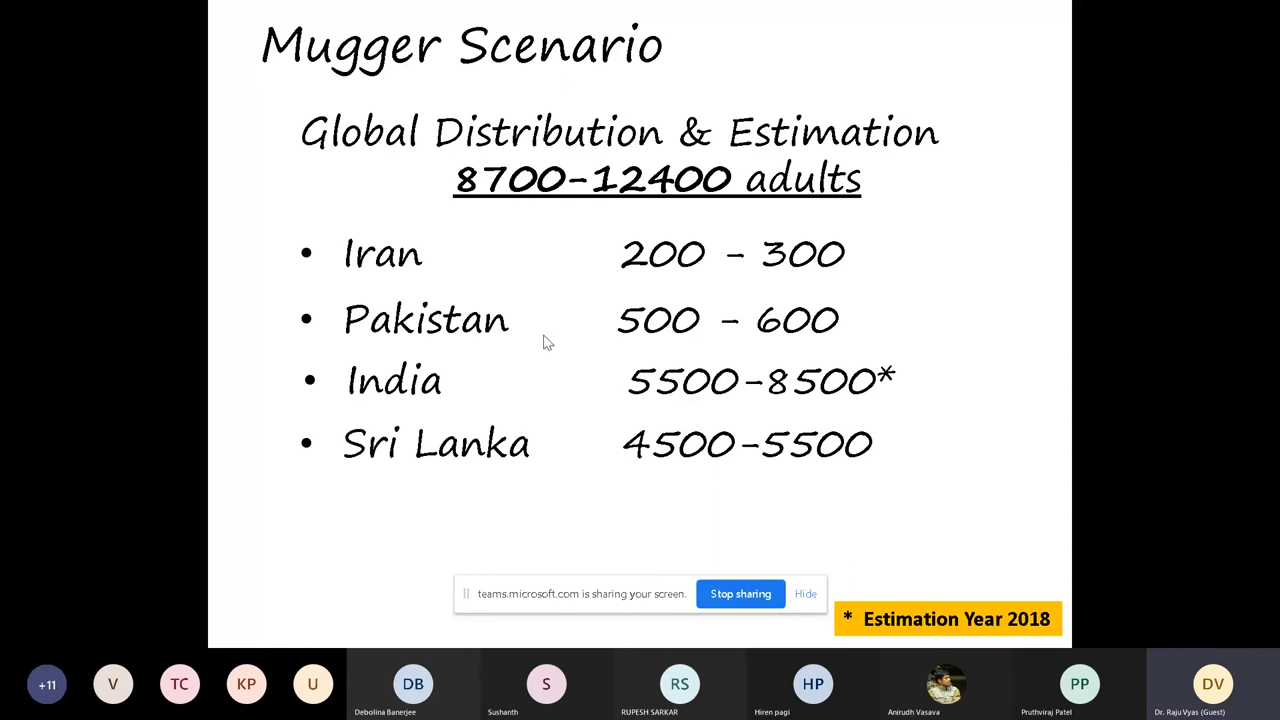 Mugger Scenario
Global Distribution & Estimation
8700-12400 adults
• Iran 200 - 300
• Pakistan 500 - 600
• India 5500-8500*
• Sri Lanka 4500-5500
teams.microsoft.com is sharing your screen. Stop sharing Hide
* Estimation Year 2018
+11 V TC KP U DB S RS HP PP DV
Debolina Banerjee Sushanth RUPESH SARKAR Hiren pagi Anirudh Vasava Pruthviraj Patel Dr. Raju Vyas (Guest)